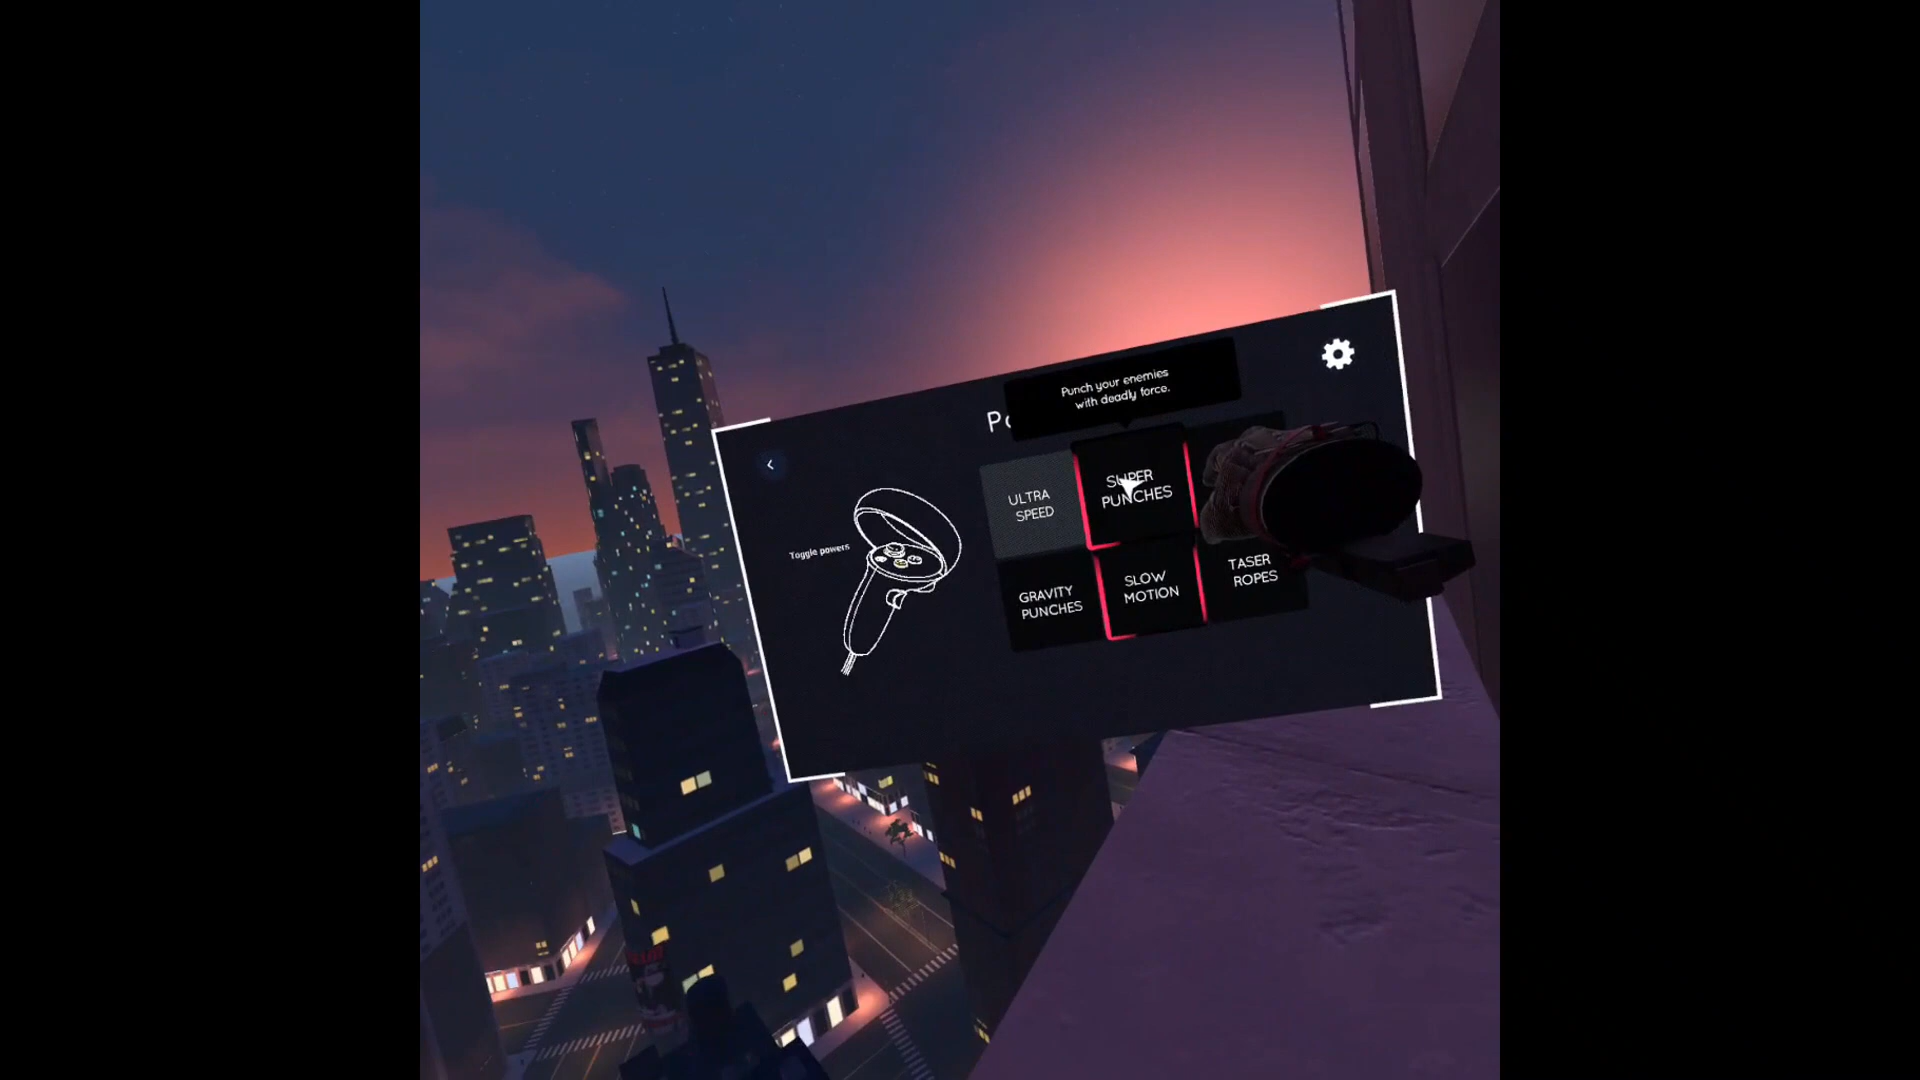 Punch your enemies
with deadly force.
Toggle powers
ULTRA
SPEED
SUPER
PUNCHES
GRAVITY
PUNCHES
SLOW
MOTION
TASER
ROPES